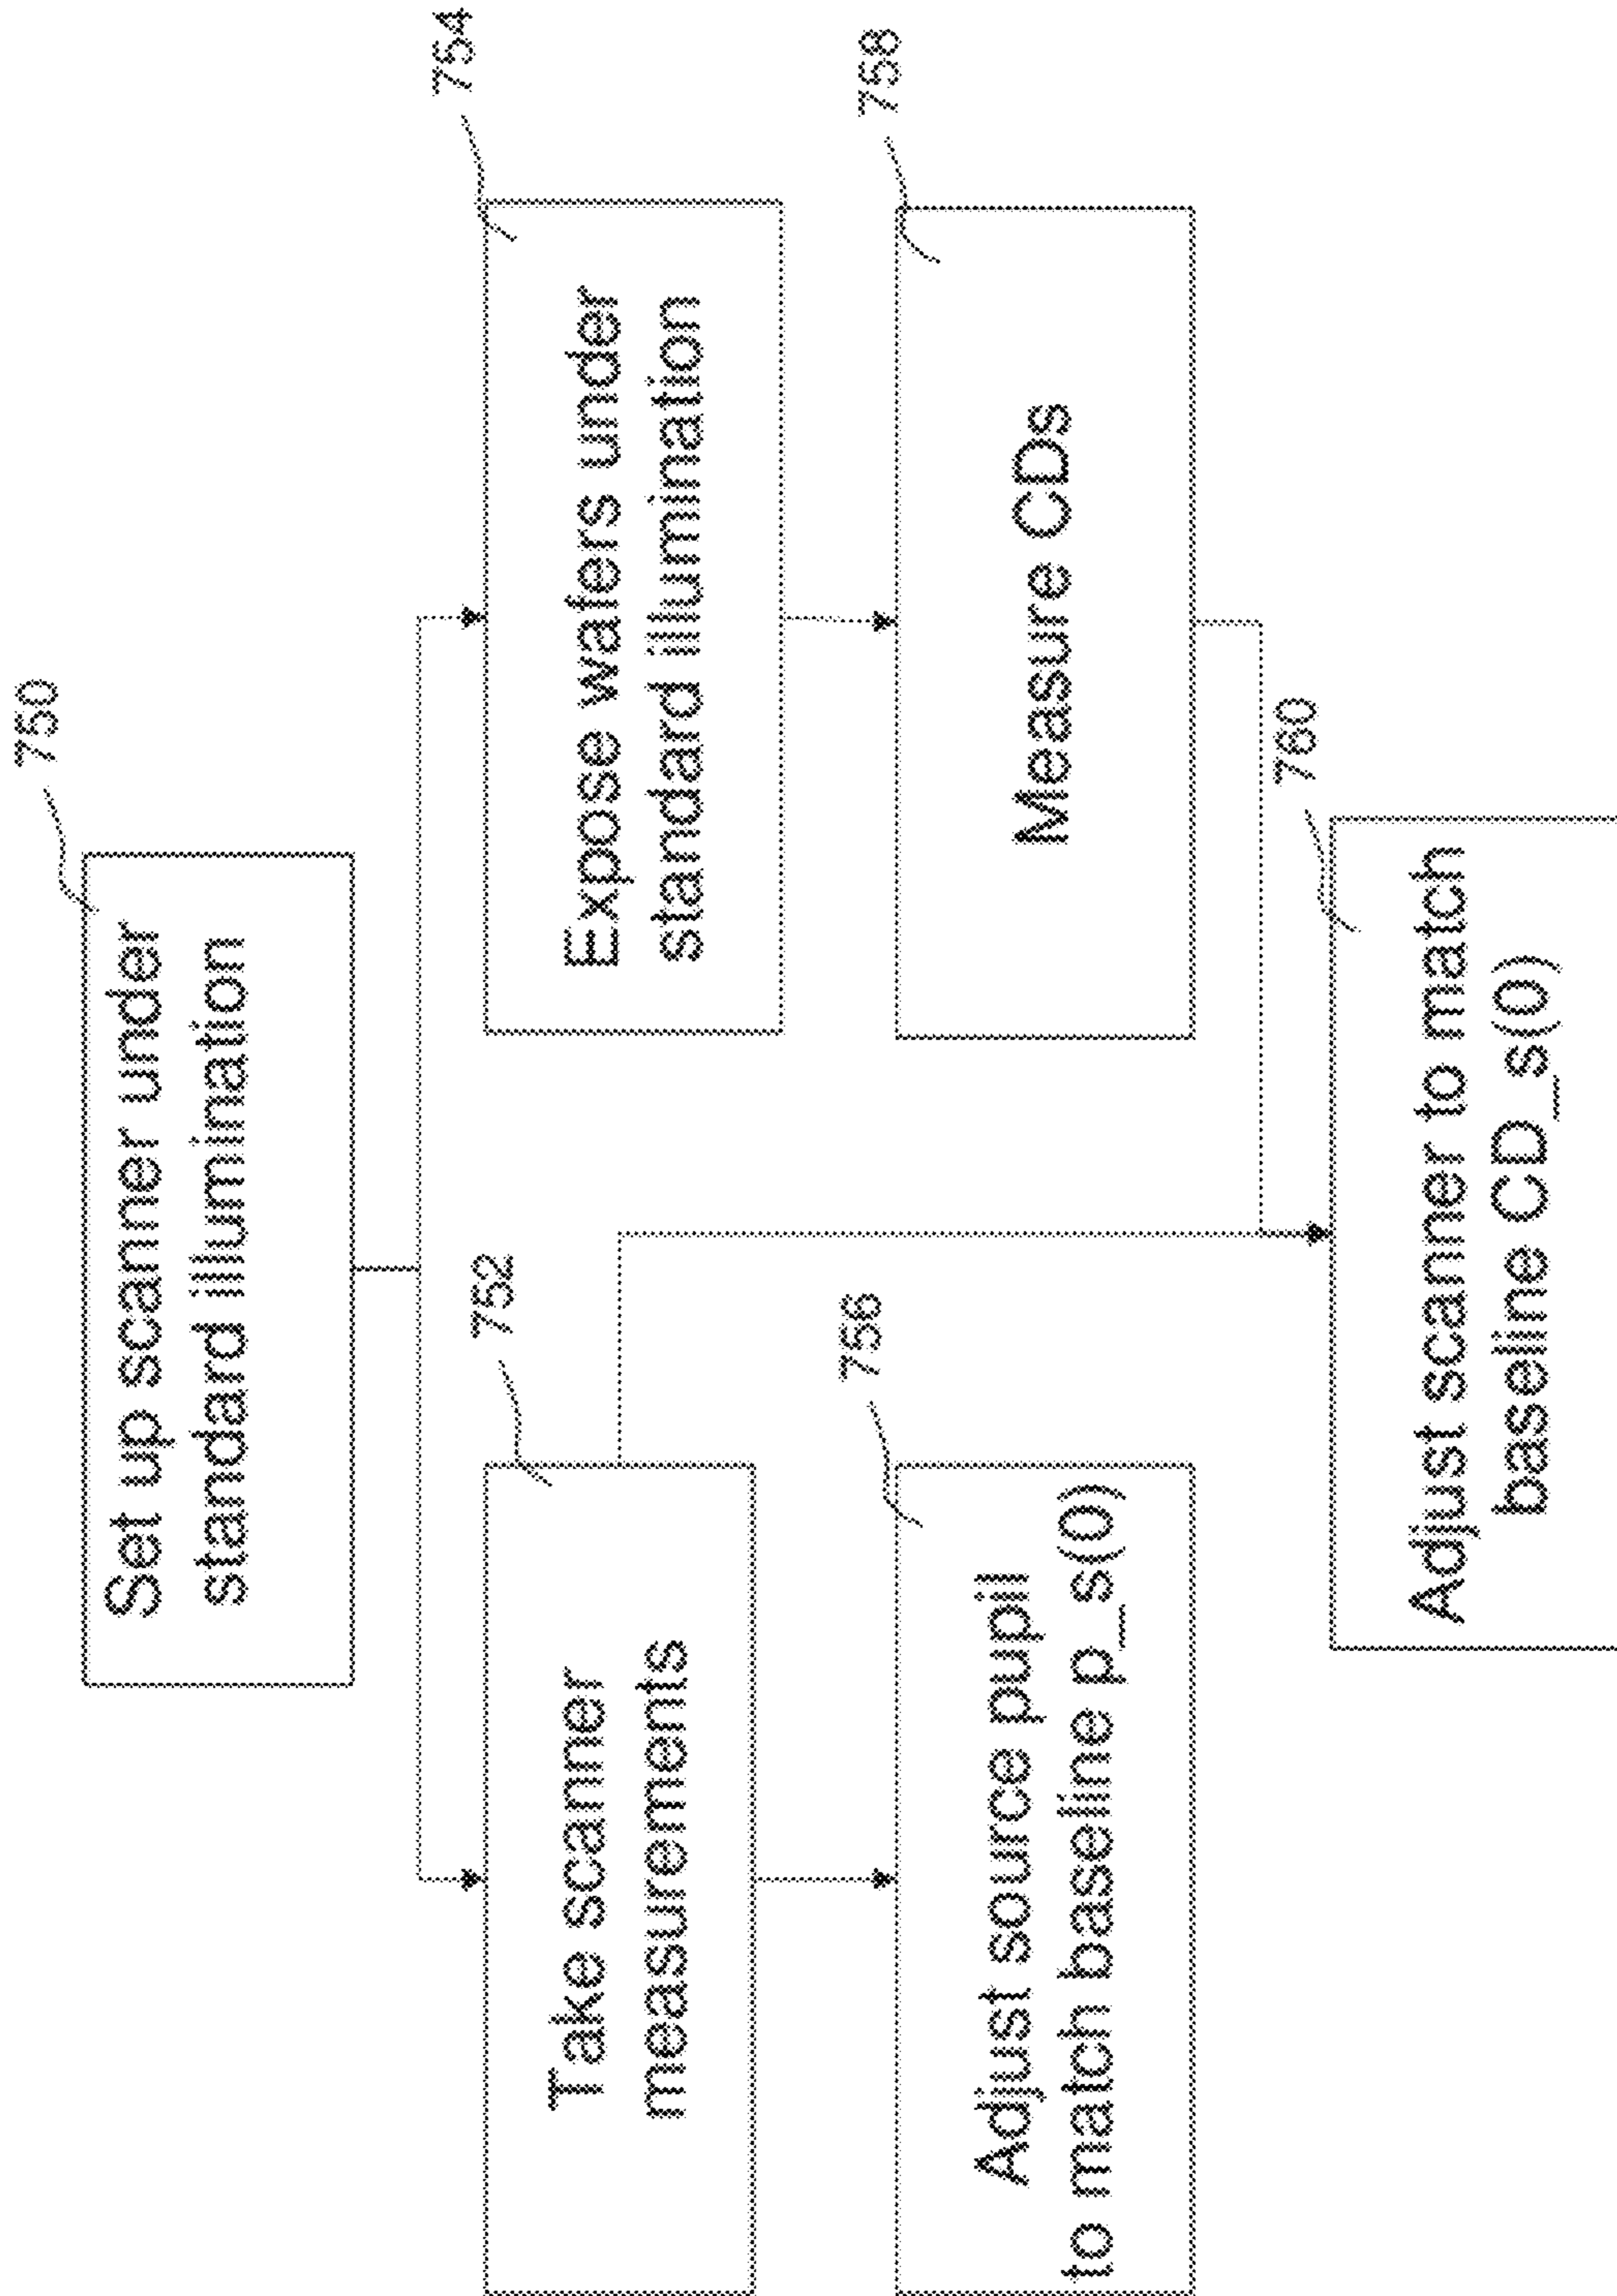 750
Set up scanner under
standard illumination
752
Take scanner
measurements
754
Expose wafers under
standard illumination
756
Adjust source pupil
to match baseline p_s(0)
758
Measure CDs
760
Adjust scanner to match
baseline CD_s(0)